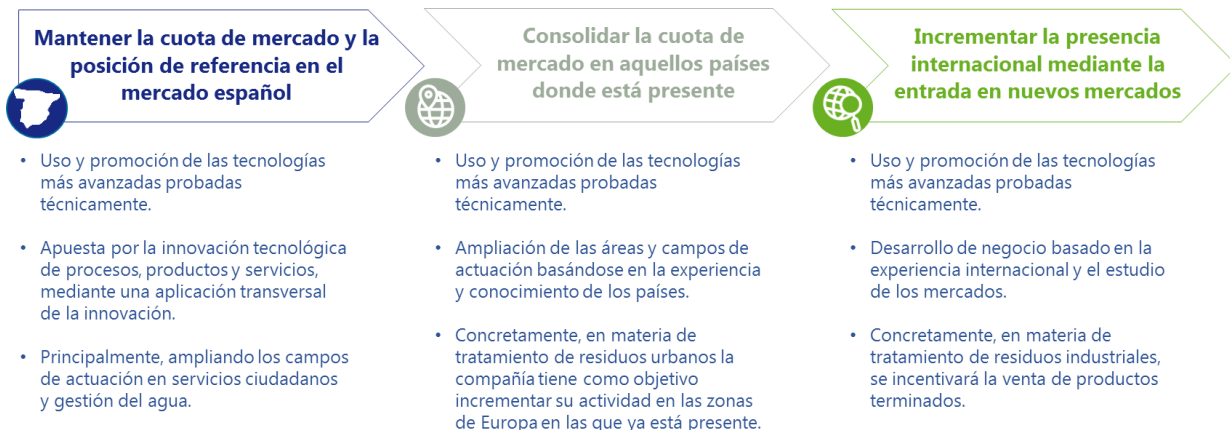 Mantener la cuota de mercado y la
posición de referencia en el
mercado español
• Uso y promoción de las tecnologías
más avanzadas probadas
técnicamente.
• Apuesta por la innovación tecnológica
de procesos, productos y servicios,
mediante una aplicación transversal
de la innovación.
• Principalmente, ampliando los campos
de actuación en servicios ciudadanos
y gestión del agua.
Consolidar la cuota de
mercado en aquellos países
donde está presente
• Uso y promoción de las tecnologías
más avanzadas probadas
técnicamente.
• Ampliación de las áreas y campos de
actuación basándose en la experiencia
y conocimiento de los países.
• Concretamente, en materia de
tratamiento de residuos urbanos la
compañía tiene como objetivo
incrementar su actividad en las zonas
de Europa en las que ya está presente.
Incrementar la presencia
internacional mediante la
entrada en nuevos mercados
• Uso y promoción de las tecnologías
más avanzadas probadas
técnicamente.
• Desarrollo de negocio basado en la
experiencia internacional y el estudio
de los mercados.
• Concretamente, en materia de
tratamiento de residuos industriales,
se incentivará la venta de productos
terminados.